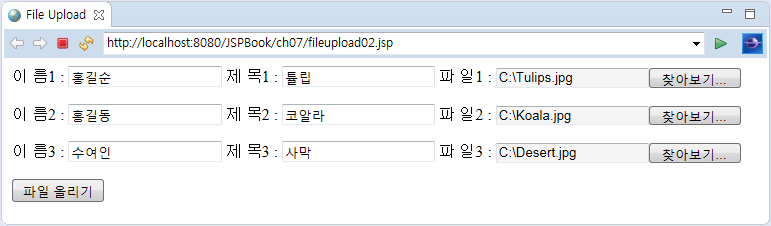 File Upload
http://localhost:8080/JSPBook/ch07/fileupload02.jsp
이 름1 : 홍길순 제 목1 : 튤립 파 일1 : C:\Tulips.jpg 찾아보기...
이 름2 : 홍길동 제 목2 : 코알라 파 일2 : C:\Koala.jpg 찾아보기...
이 름3 : 수여인 제 목3 : 사막 파 일3 : C:\Desert.jpg 찾아보기...
파일 올리기